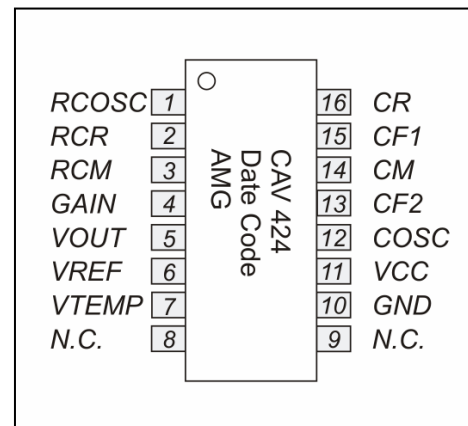 RCOSC 1 16 CR
RCR 2 15 CF1
RCM 3 14 CM
GAIN 4 13 CF2
VOUT 5 12 COSC
VREF 6 11 VCC
VTEMP 7 10 GND
N.C. 8 9 N.C.
CAV 424
Date Code
AMG